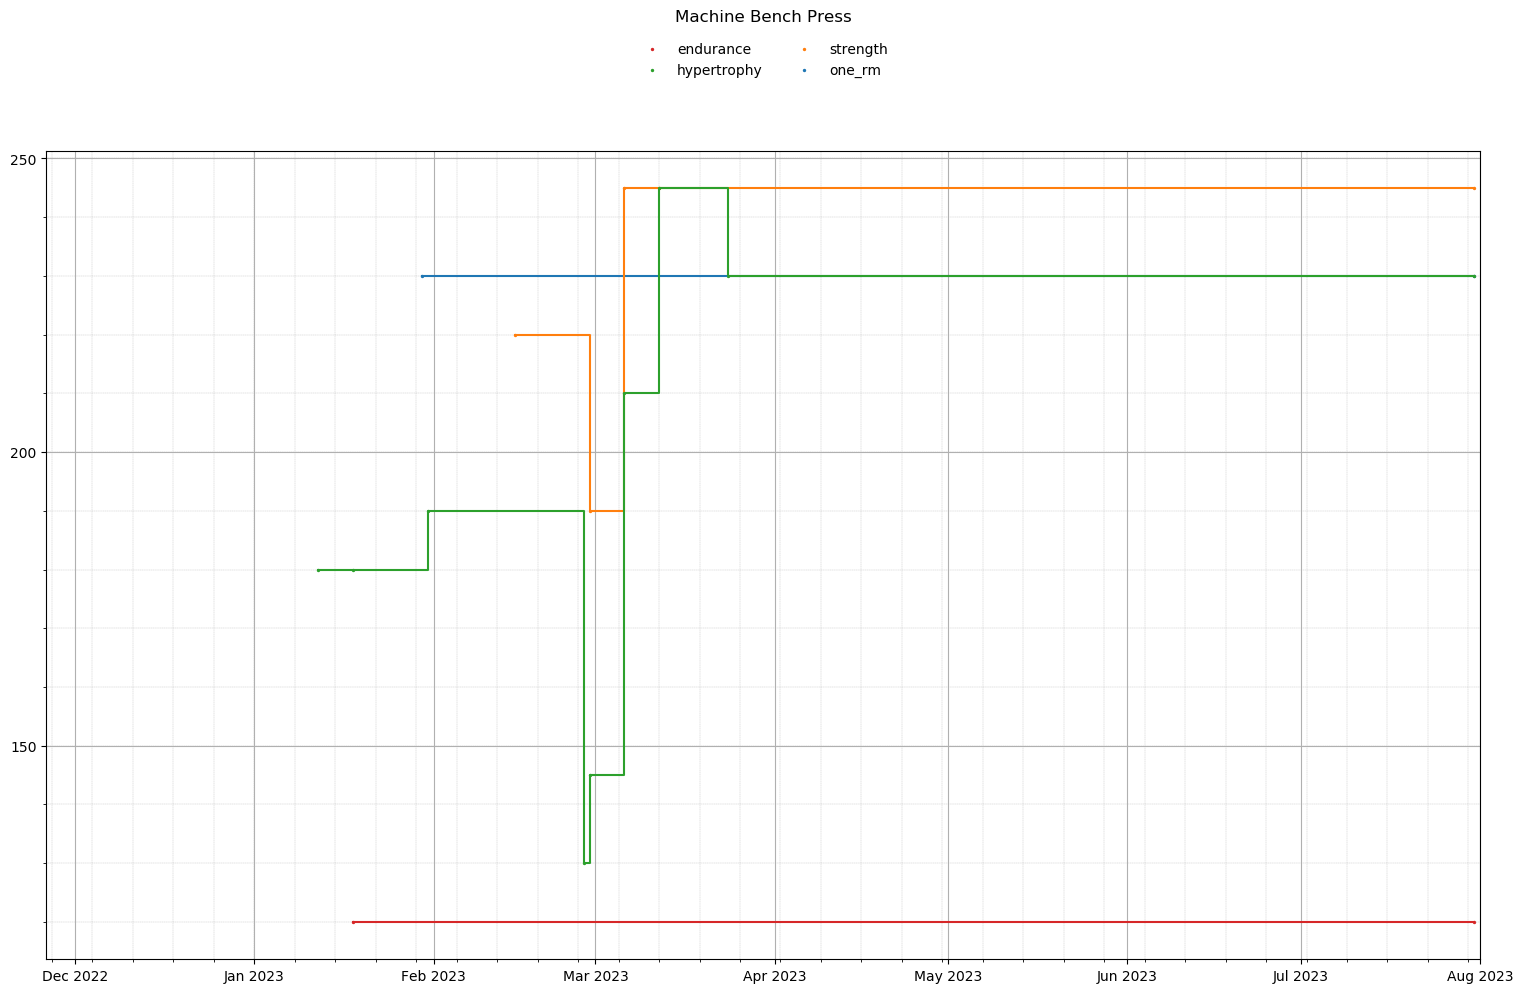 Machine Bench Press
endurance strength
hypertrophy one_rm
250
200
150
Dec 2022 Jan 2023 Feb 2023 Mar 2023 Apr 2023 May 2023 Jun 2023 Jul 2023 Aug 2023